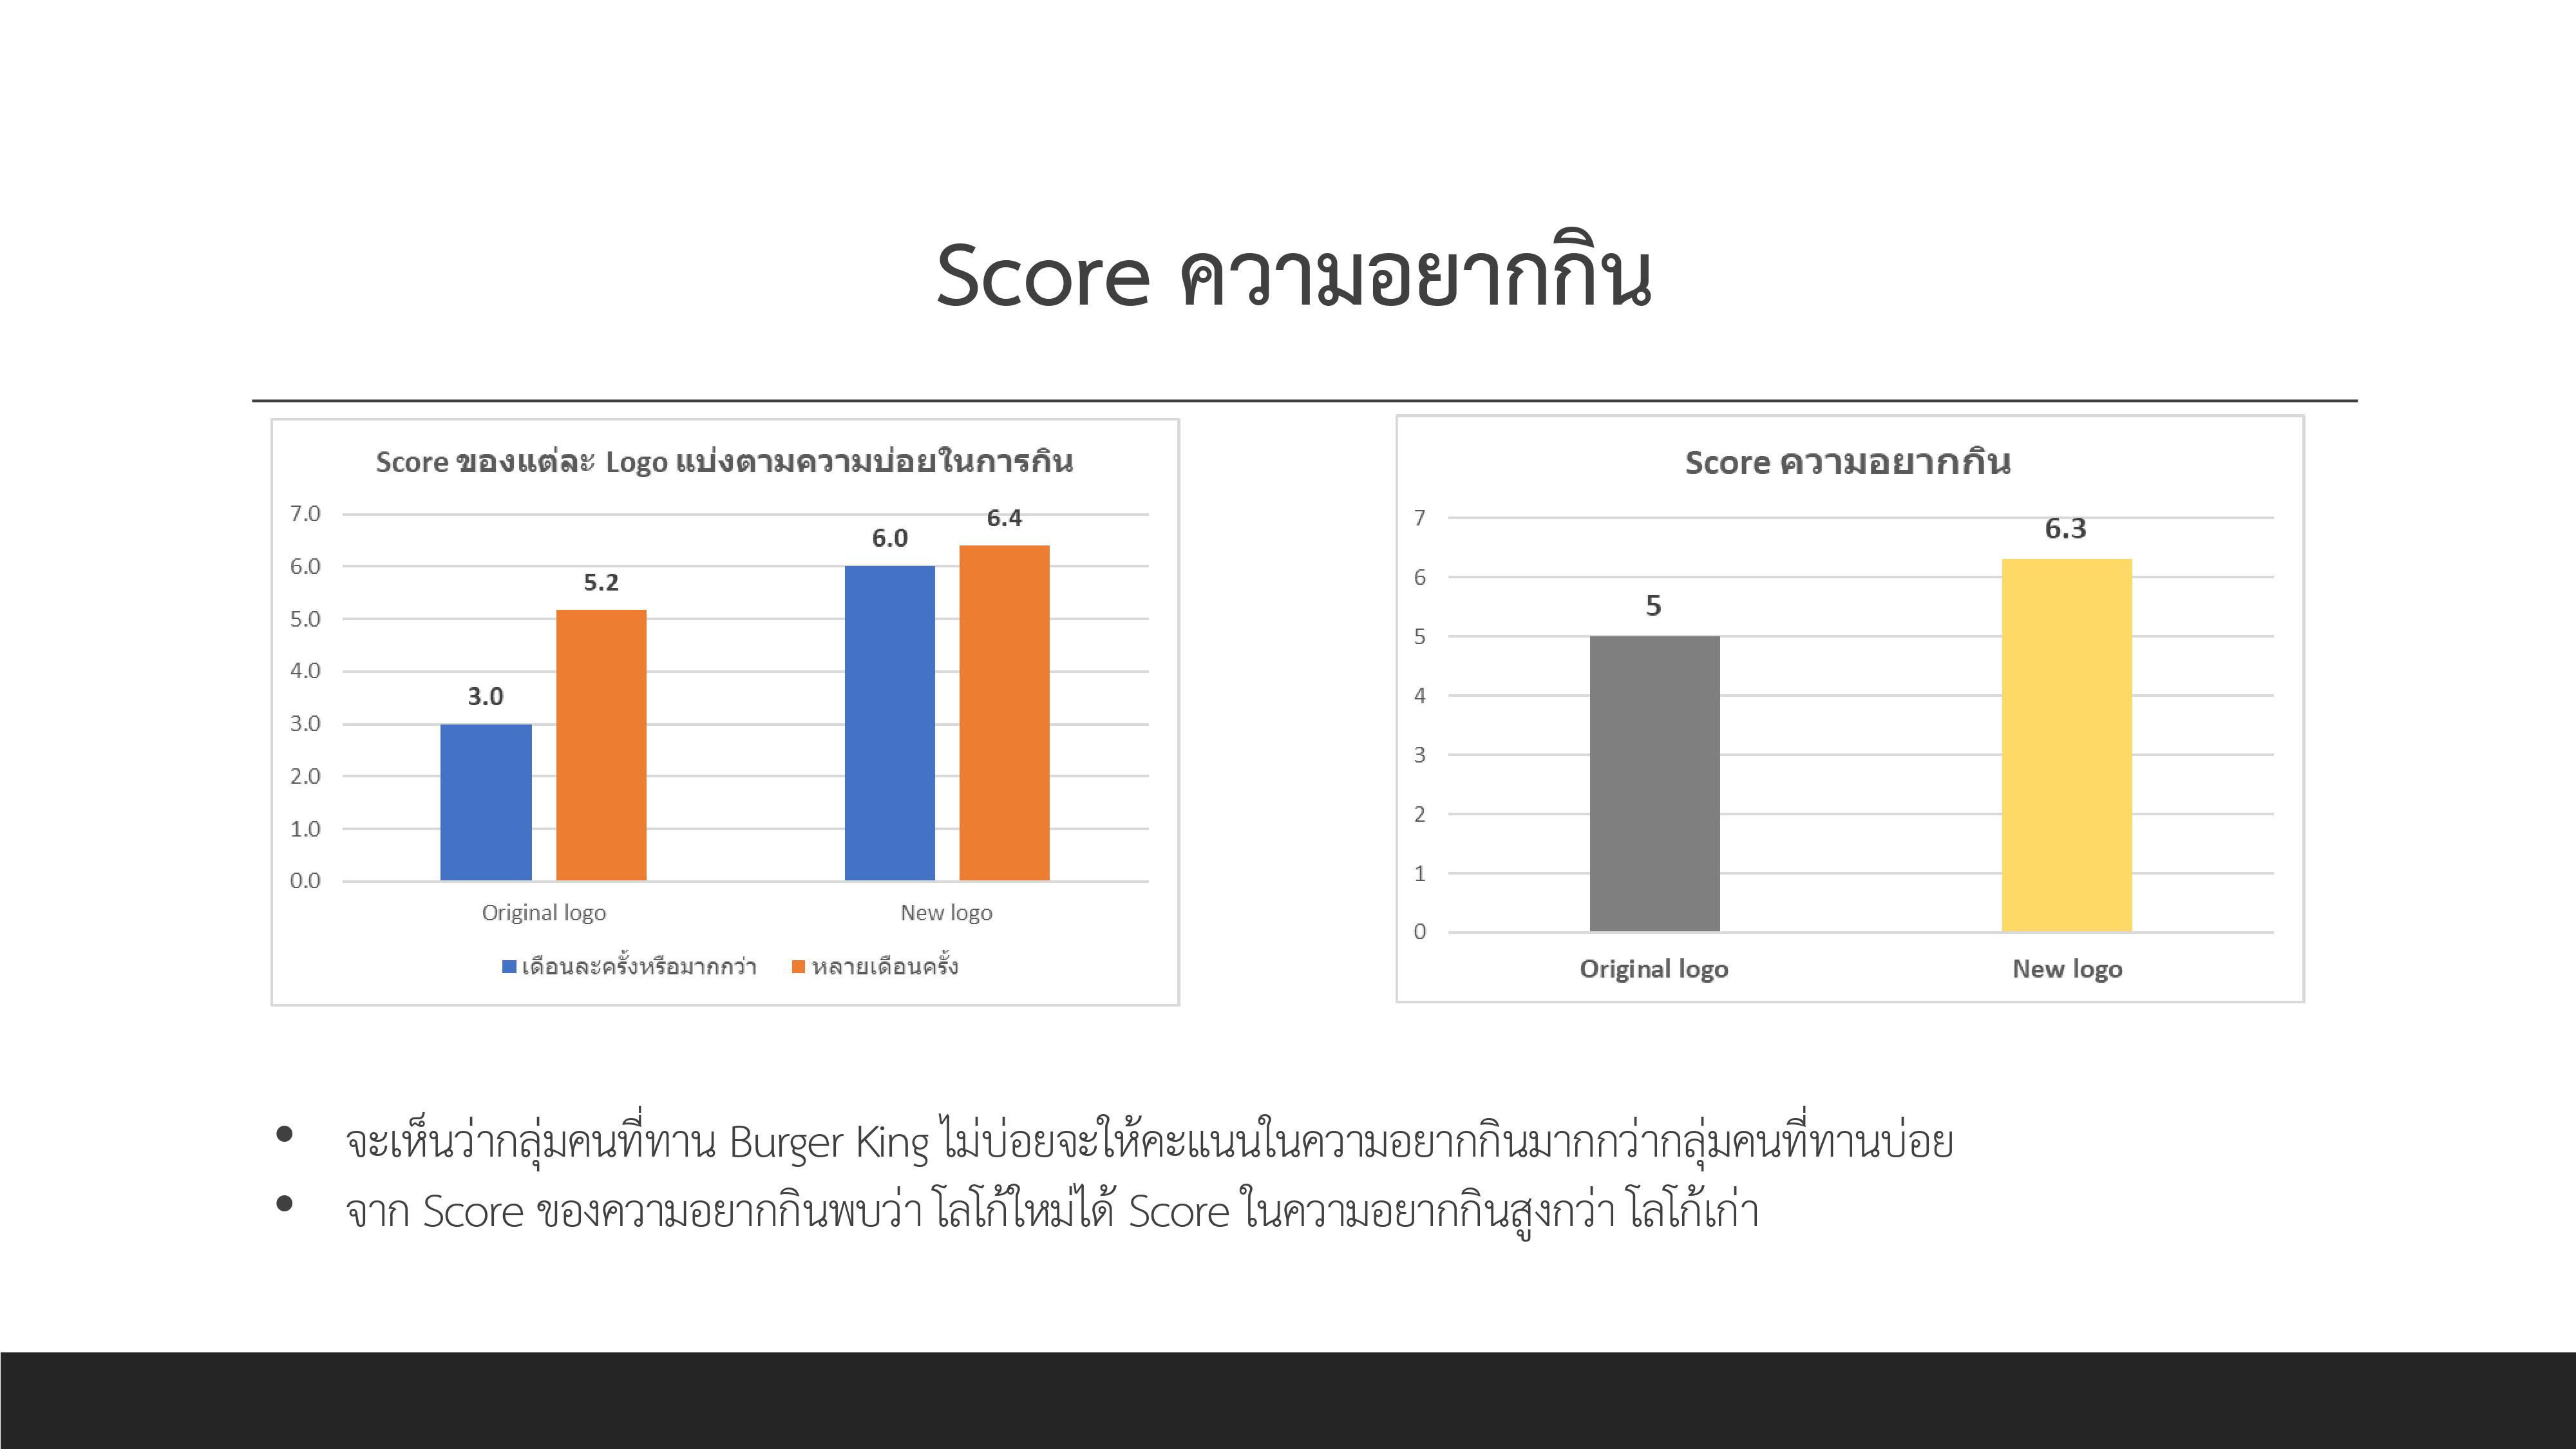 Score ความอยากกิน
Score ของแต่ละ Logo แบ่งตามความบ่อยในการกิน
7.0
6.0
5.0
4.0
3.0
2.0
1.0
0.0
3.0
5.2
6.0
6.4
Original logo
New logo
เดือนละครั้งหรือมากกว่า
หลายเดือนครั้ง
Score ความอยากกิน
7
6
5
4
3
2
1
0
5
6.3
Original logo
New logo
• จะเห็นว่ากลุ่มคนที่ทาน Burger King ไม่บ่อยจะให้คะแนนในความอยากกินมากกว่ากลุ่มคนที่ทานบ่อย
• จาก Score ของความอยากกินพบว่า โลโก้ใหม่ได้ Score ในความอยากกินสูงกว่า โลโก้เก่า